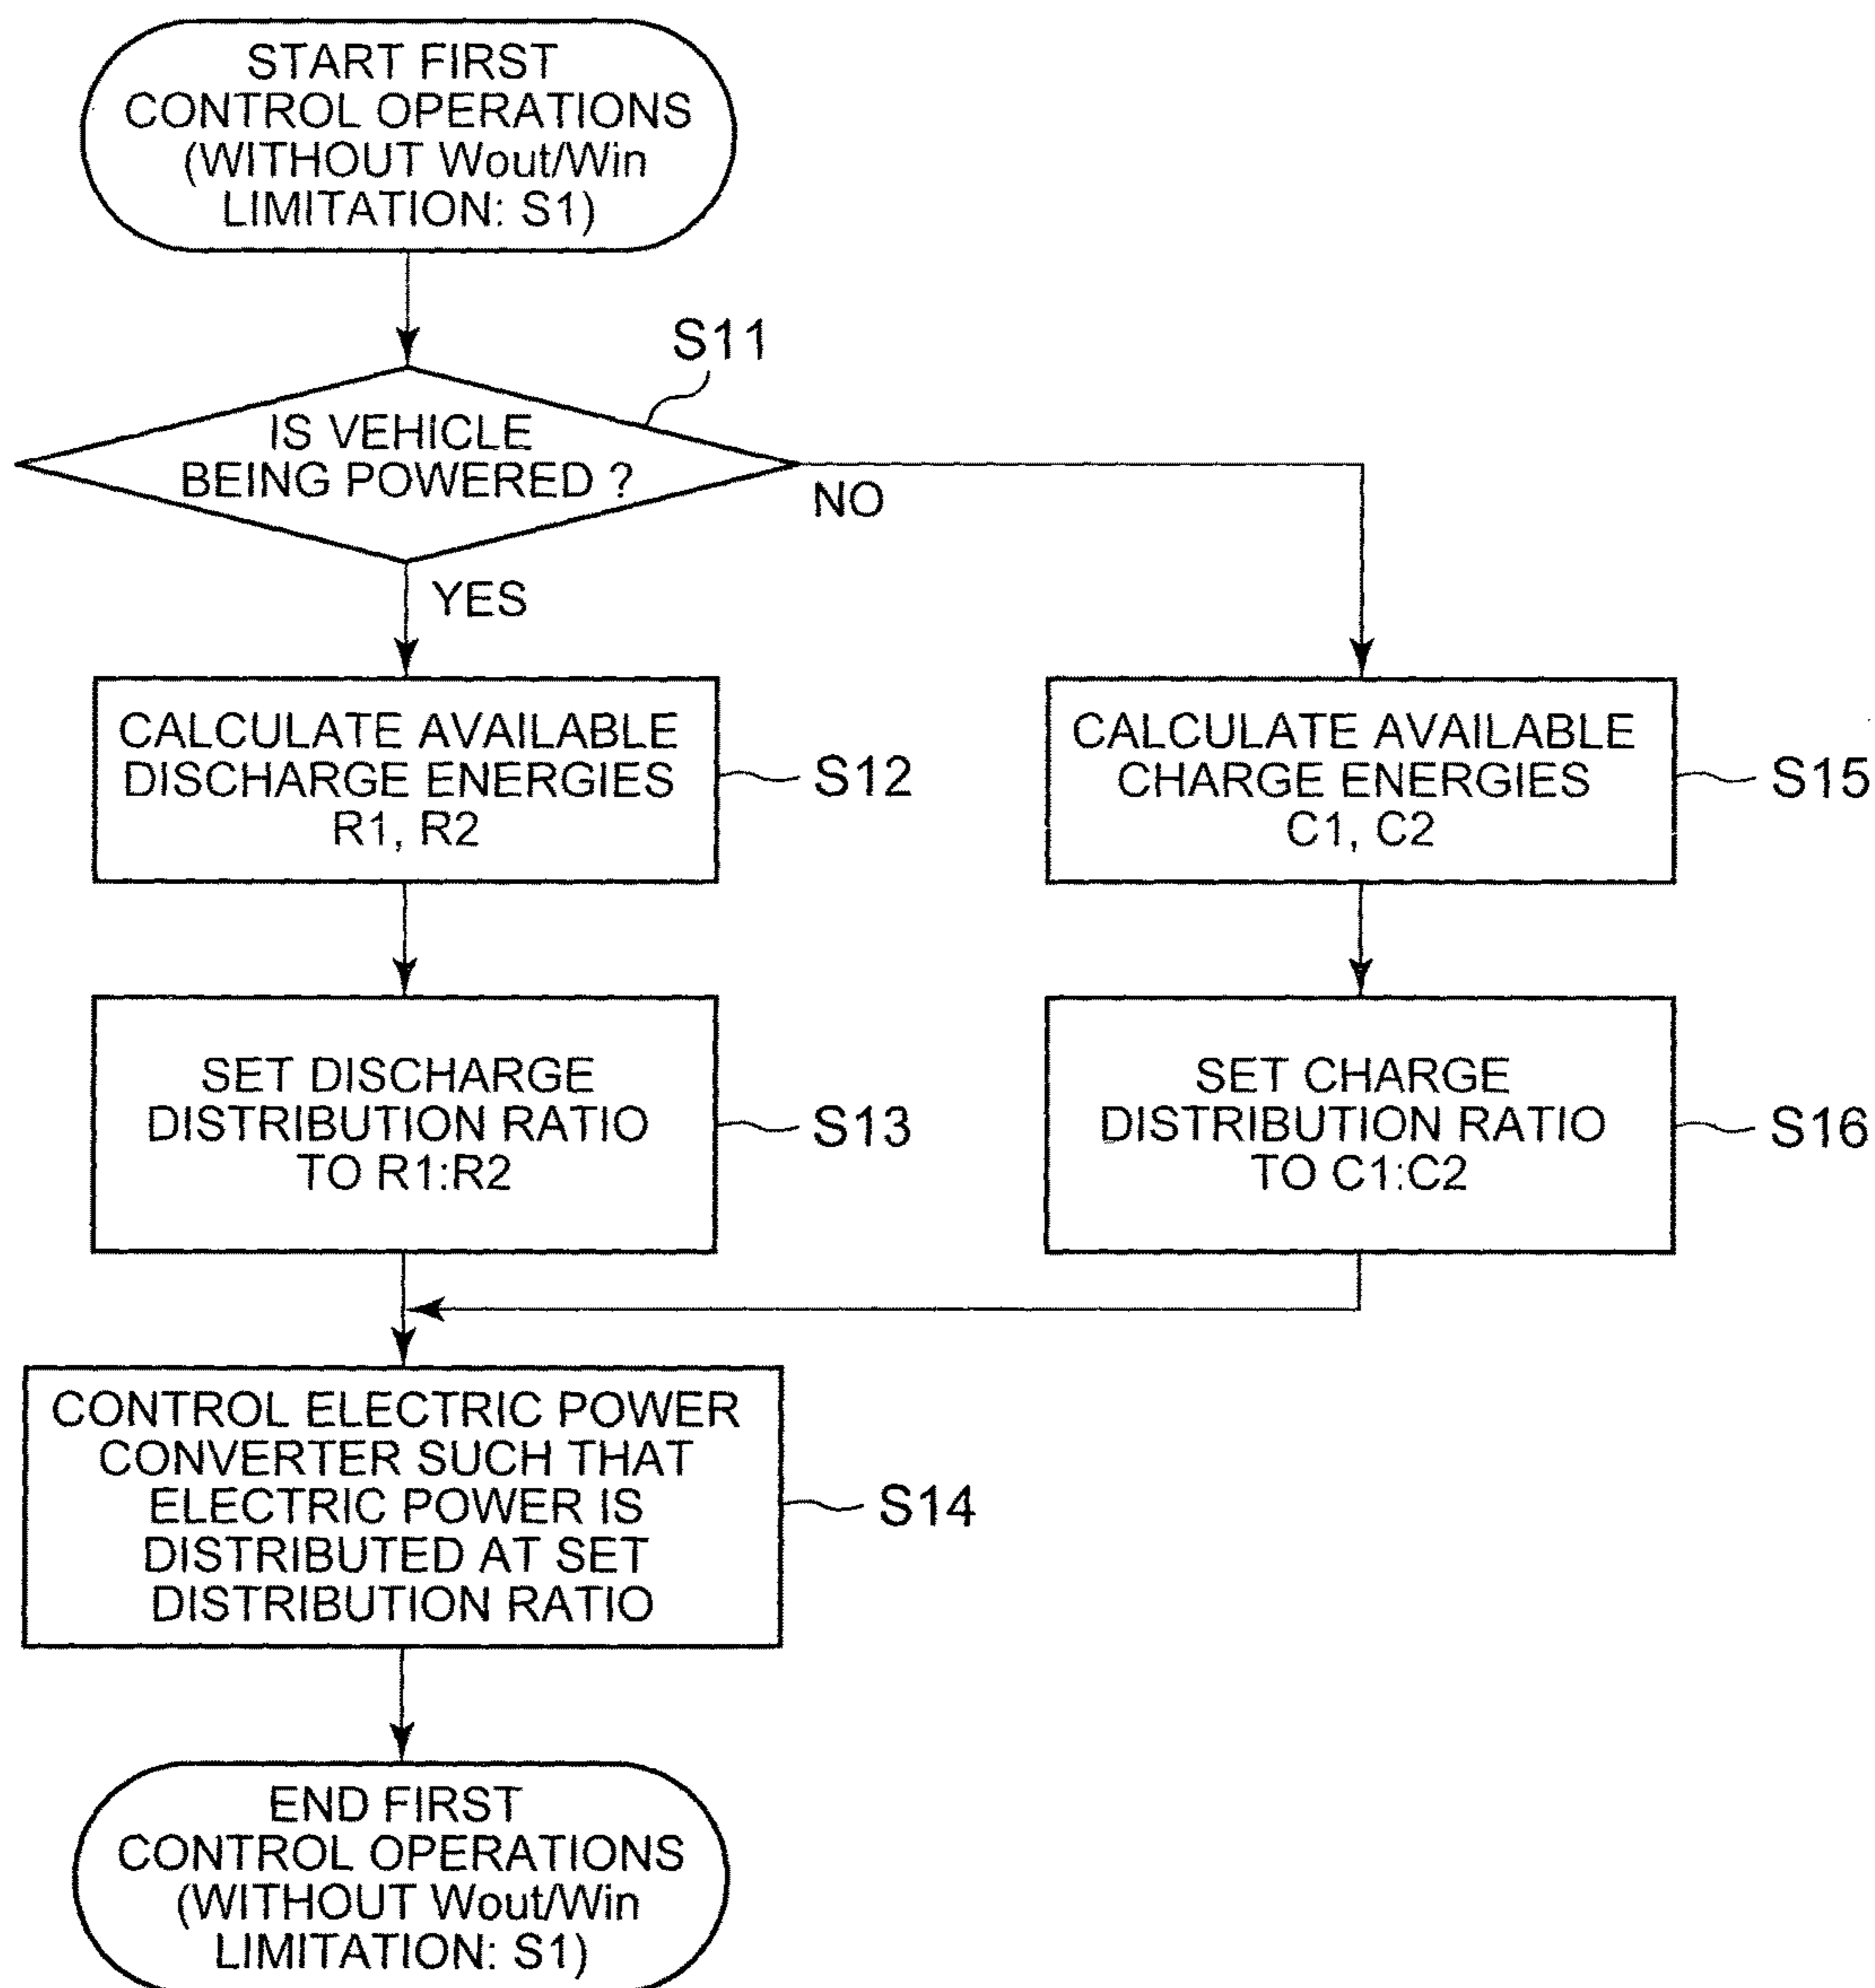 START FIRST
CONTROL OPERATIONS
(WITHOUT Wout/Win
LIMITATION: S1)
S11
IS VEHICLE
BEING POWERED ?
NO
YES
CALCULATE AVAILABLE
DISCHARGE ENERGIES
R1, R2
S12
CALCULATE AVAILABLE
CHARGE ENERGIES
C1, C2
S15
SET DISCHARGE
DISTRIBUTION RATIO
TO R1:R2
S13
SET CHARGE
DISTRIBUTION RATIO
TO C1:C2
S16
CONTROL ELECTRIC POWER
CONVERTER SUCH THAT
ELECTRIC POWER IS
DISTRIBUTED AT SET
DISTRIBUTION RATIO
S14
END FIRST
CONTROL OPERATIONS
(WITHOUT Wout/Win
LIMITATION: S1)